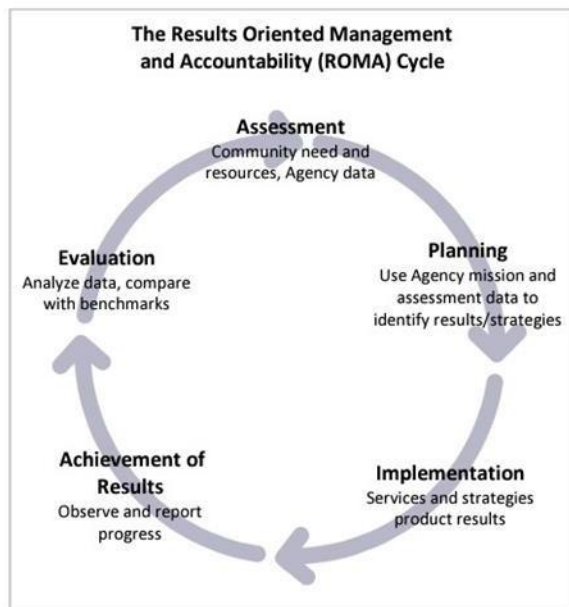 The Results Oriented Management
and Accountability (ROMA) Cycle
Assessment
Community need and
resources, Agency data
Planning
Use Agency mission and
assessment data to
identify results/strategies
Implementation
Services and strategies
product results
Achievement of
Results
Observe and report
progress
Evaluation
Analyze data, compare
with benchmarks